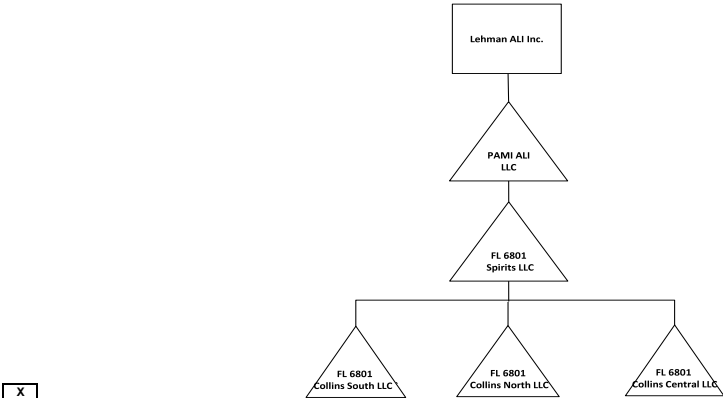 Lehman ALI Inc.
PAMI ALI
LLC
FL 6801
Spirits LLC
FL 6801
Collins South LLC
FL 6801
Collins North LLC
FL 6801
Collins Central LLC
X